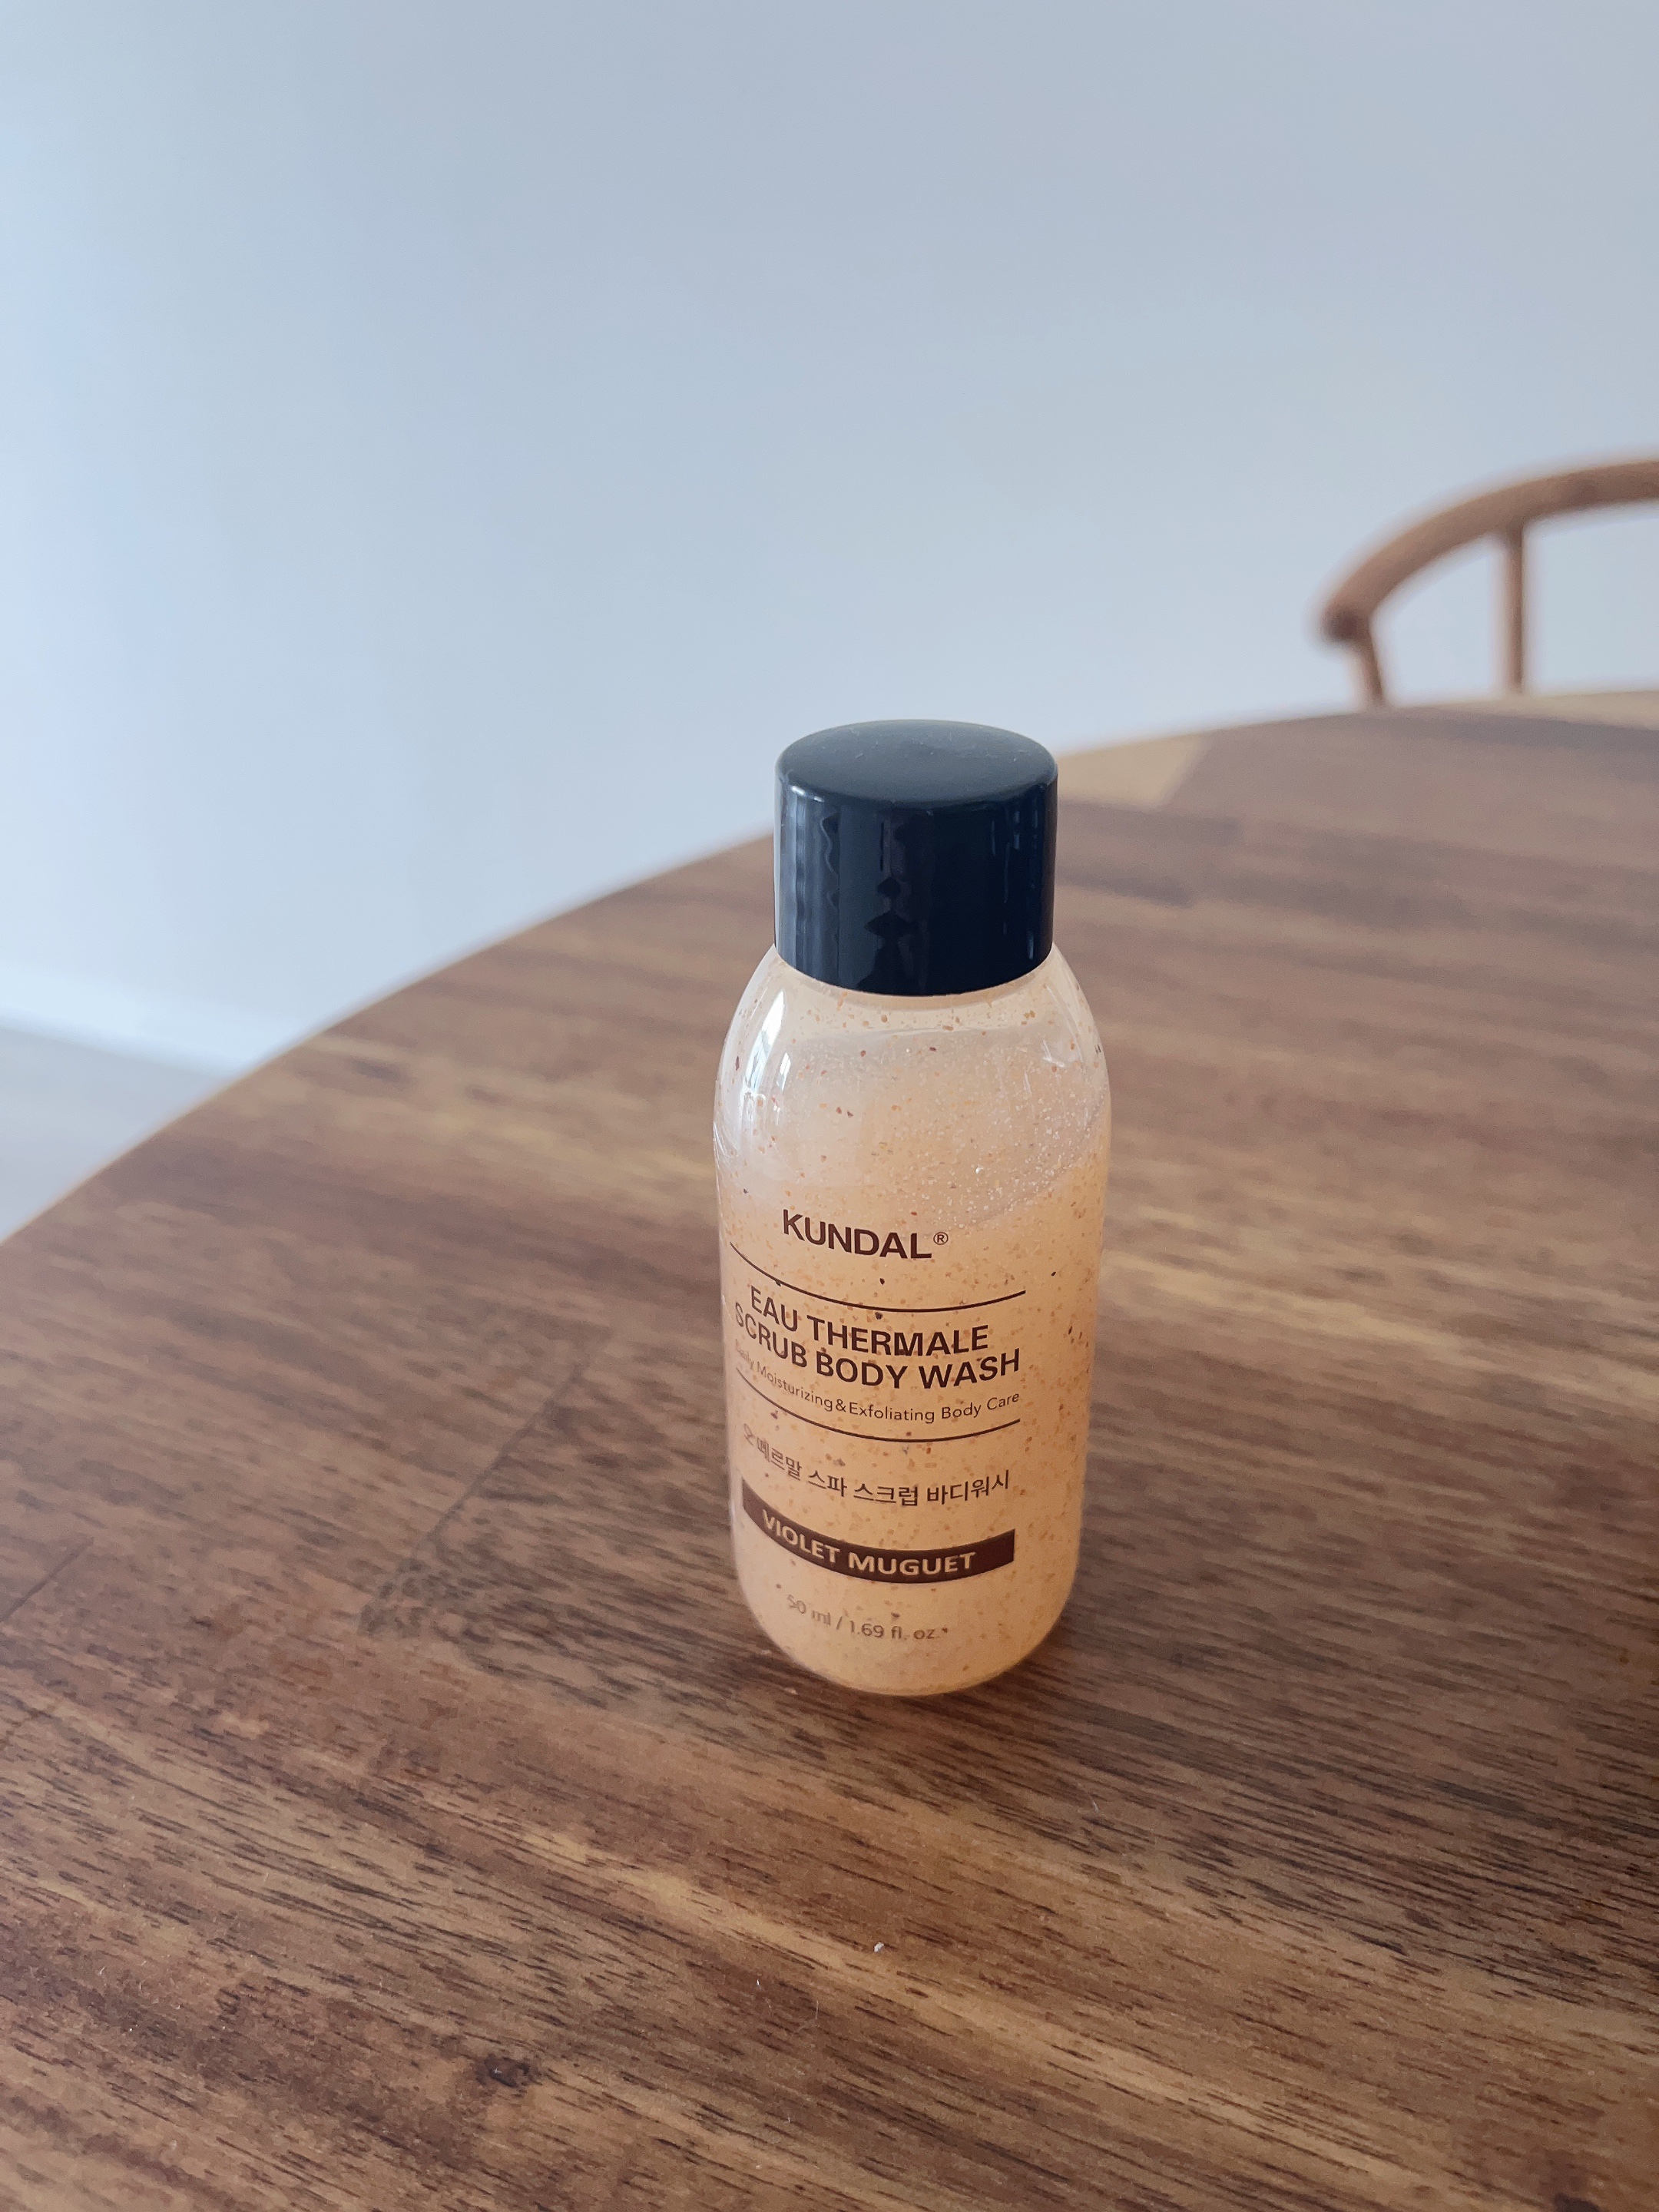 KUNDAL®
EAU THERMALE
SCRUB BODY WASH
Daily Moisturizing & Exfoliating Body Care
오 떼르말 스파 스크럽 바디워시
VIOLET MUGUET
50 ml / 1.69 fl. oz.